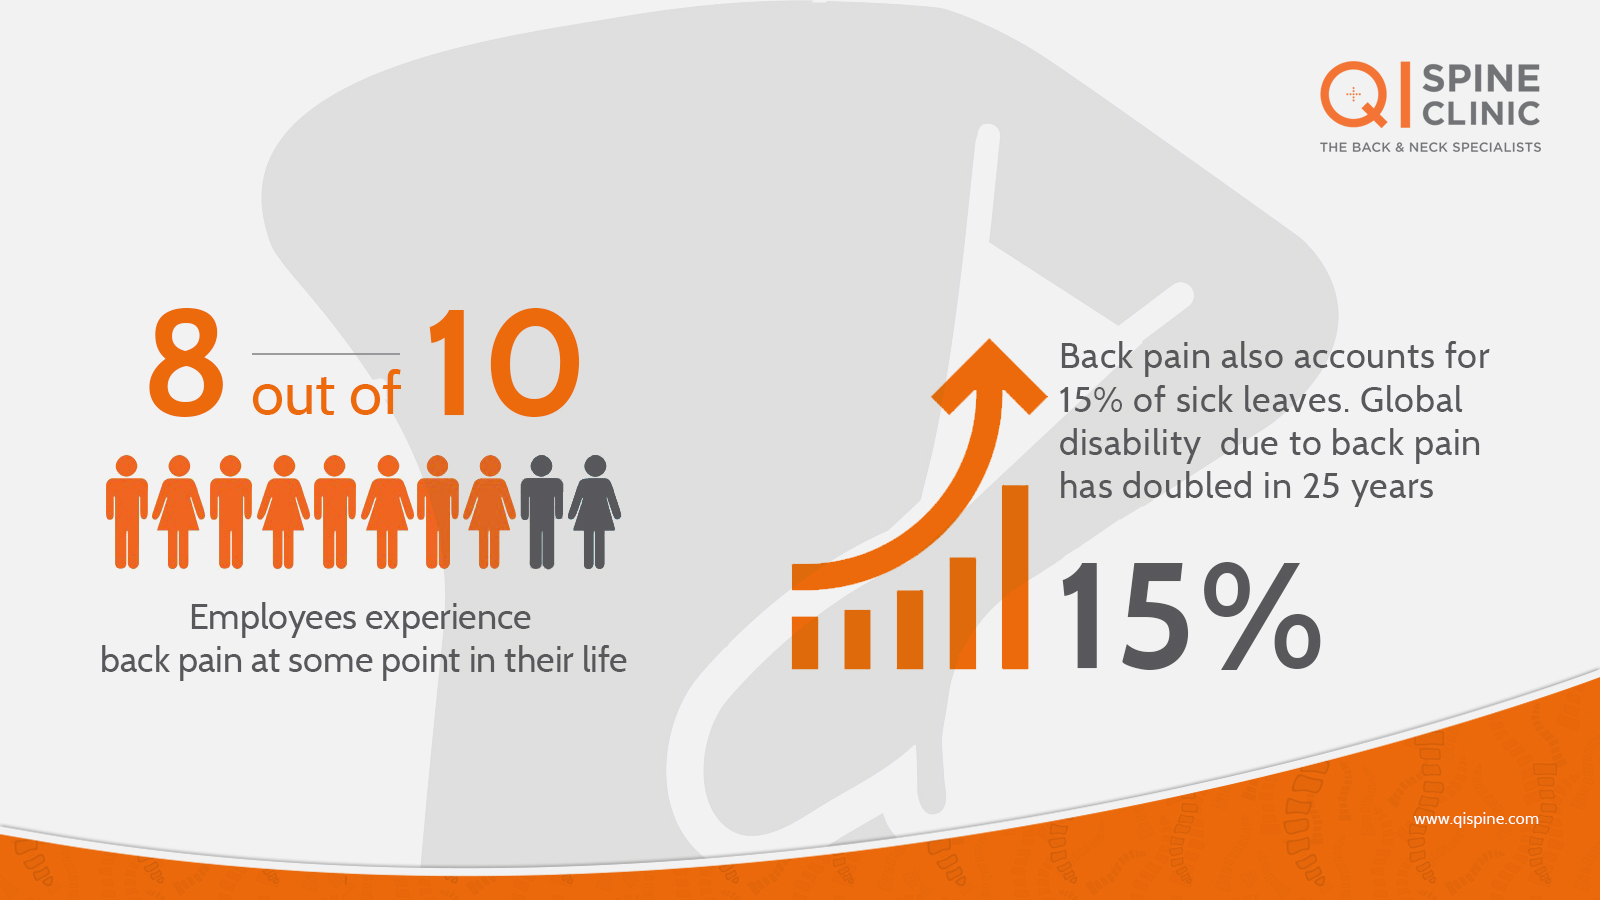 QI SPINE
CLINIC
THE BACK & NECK SPECIALISTS
8 out of 10
Employees experience
back pain at some point in their life
Back pain also accounts for
15% of sick leaves. Global
disability  due to back pain
has doubled in 25 years
15%
www.qispine.com